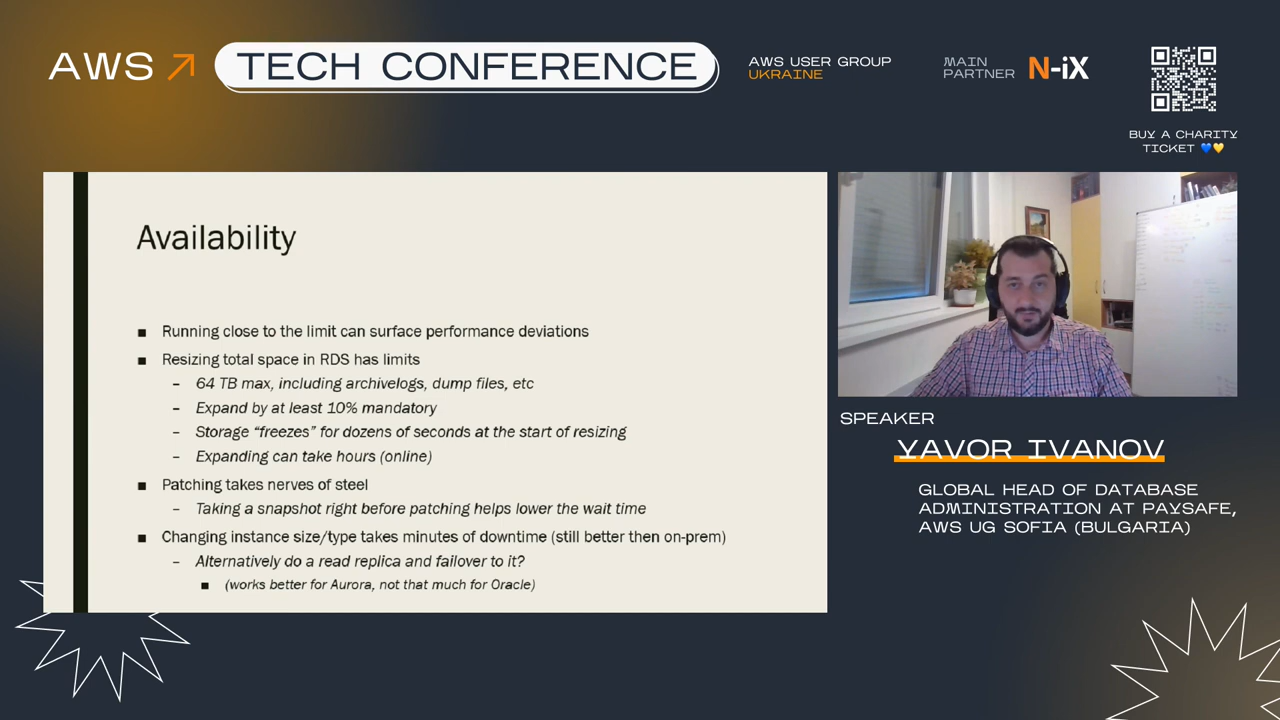 AWS TECH CONFERENCE
AWS USER GROUP
UKRAINE
MAIN
PARTNER
N-iX
BUY A CHARITY
TICKET 💙💛
Availability
■ Running close to the limit can surface performance deviations
■ Resizing total space in RDS has limits
– 64 TB max, including archivelogs, dump files, etc
– Expand by at least 10% mandatory
– Storage “freezes” for dozens of seconds at the start of resizing
– Expanding can take hours (online)
■ Patching takes nerves of steel
– Taking a snapshot right before patching helps lower the wait time
■ Changing instance size/type takes minutes of downtime (still better then on-prem)
– Alternatively do a read replica and failover to it?
■ (works better for Aurora, not that much for Oracle)
SPEAKER
YAVOR IVANOV
GLOBAL HEAD OF DATABASE
ADMINISTRATION AT PAYSAFE,
AWS UG SOFIA (BULGARIA)